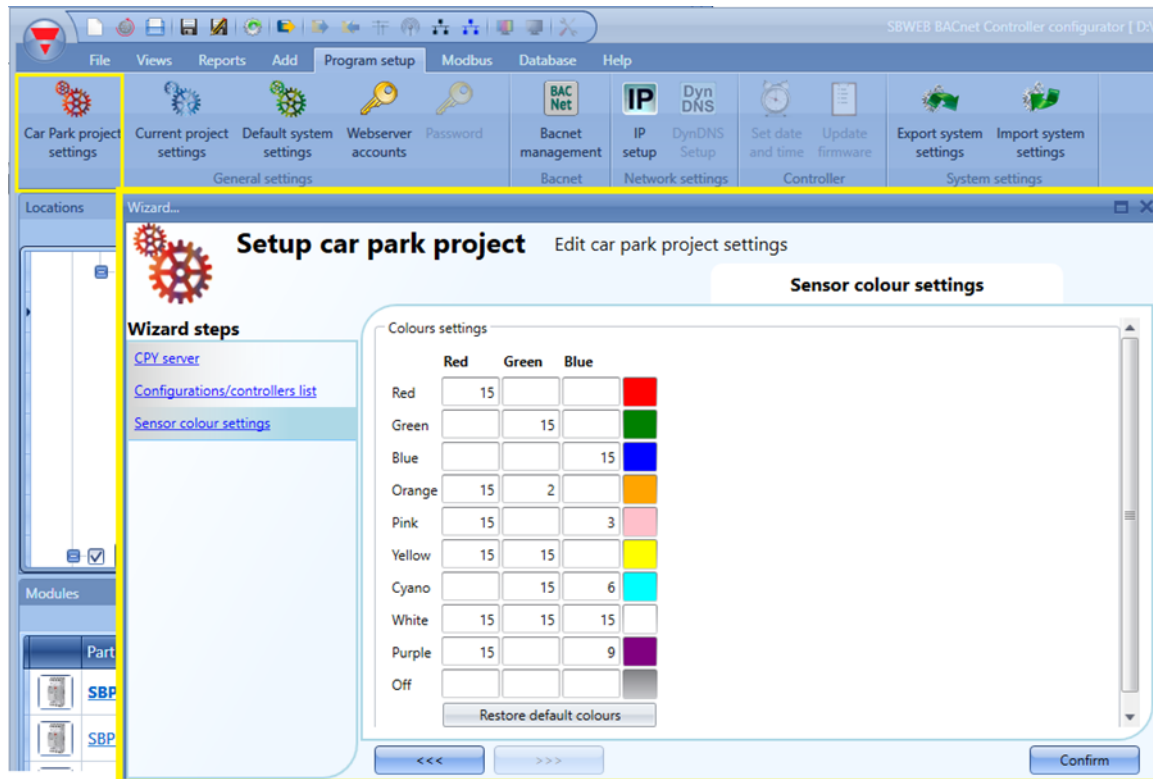 SBWEB BACnet Controller configurator [ D:\
File Views Reports Add Program setup Modbus Database Help
BAC
Net
IP
Dyn
DNS
Car Park project
settings
Current project
settings
Default system
settings
Webserver
accounts
Password
Bacnet
management
IP
setup
DynDNS
Setup
Set date
and time
Update
firmware
Export system
settings
Import system
settings
General settings
Bacnet
Network settings
Controller
System settings
Locations
Wizard...
Setup car park project
Edit car park project settings
Sensor colour settings
Wizard steps
CPY server
Configurations/controllers list
Sensor colour settings
Colours settings
Red Green Blue
Red 15
Green 15
Blue 15
Orange 15 2
Pink 15 3
Yellow 15 15
Cyano 15 6
White 15 15 15
Purple 15 9
Off
Restore default colours
Modules
Part
SBP
SBP
<<<
>>>
Confirm